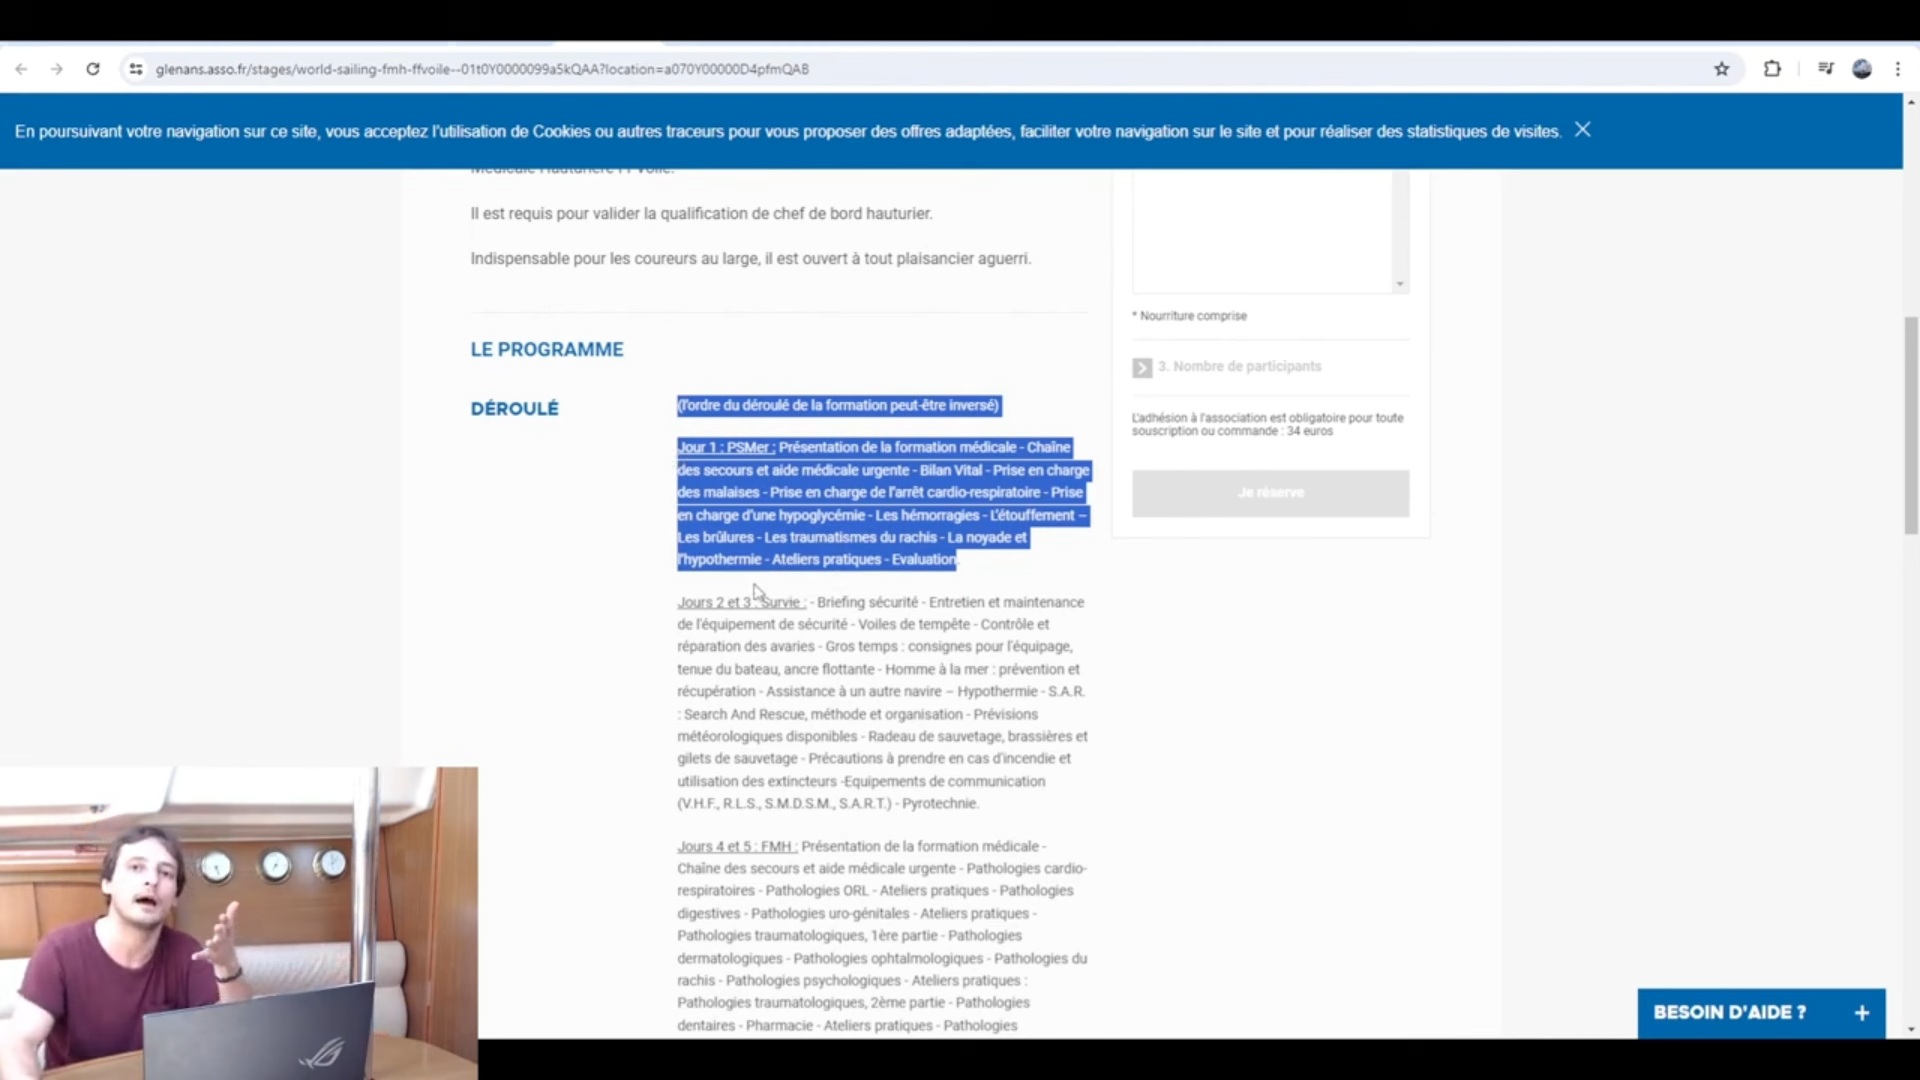 glenans.asso.fr/stages/world-sailing-fmh-ffvoile--01t0Y0000099a5kQAA?location=a070Y00000D4pfmQAB
En poursuivant votre navigation sur ce site, vous acceptez l'utilisation de Cookies ou autres traceurs pour vous proposer des offres adaptées, faciliter votre navigation sur le site et pour réaliser des statistiques de visites.
Médicale Hauturière FFVoile.
Il est requis pour valider la qualification de chef de bord hauturier.
Indispensable pour les coureurs au large, il est ouvert à tout plaisancier aguerri.
LE PROGRAMME
DÉROULÉ
(l'ordre du déroulé de la formation peut-être inversé)
Jour 1 : PSMer : Présentation de la formation médicale - Chaîne
des secours et aide médicale urgente - Bilan Vital - Prise en charge
des malaises - Prise en charge de l'arrêt cardio-respiratoire - Prise
en charge d'une hypoglycémie - Les hémorragies - L'étouffement –
Les brûlures - Les traumatismes du rachis - La noyade et
l'hypothermie - Ateliers pratiques - Evaluation.
Jours 2 et 3 : Survie : - Briefing sécurité - Entretien et maintenance
de l'équipement de sécurité - Voiles de tempête - Contrôle et
réparation des avaries - Gros temps : consignes pour l'équipage,
tenue du bateau, ancre flottante - Homme à la mer : prévention et
récupération - Assistance à un autre navire – Hypothermie - S.A.R.
: Search And Rescue, méthode et organisation - Prévisions
météorologiques disponibles - Radeau de sauvetage, brassières et
gilets de sauvetage - Précautions à prendre en cas d'incendie et
utilisation des extincteurs -Equipements de communication
(V.H.F., R.L.S., S.M.D.S.M., S.A.R.T.) - Pyrotechnie.
Jours 4 et 5 : FMH : Présentation de la formation médicale -
Chaîne des secours et aide médicale urgente - Pathologies cardio-
respiratoires - Pathologies ORL - Ateliers pratiques - Pathologies
digestives - Pathologies uro-génitales - Ateliers pratiques -
Pathologies traumatologiques, 1ère partie - Pathologies
dermatologiques - Pathologies ophtalmologiques - Pathologies du
rachis - Pathologies psychologiques - Ateliers pratiques :
Pathologies traumatologiques, 2ème partie - Pathologies
dentaires - Pharmacie - Ateliers pratiques - Pathologies
* Nourriture comprise
3. Nombre de participants
L'adhésion à l'association est obligatoire pour toute
souscription ou commande : 34 euros
Je réserve
BESOIN D'AIDE ? +